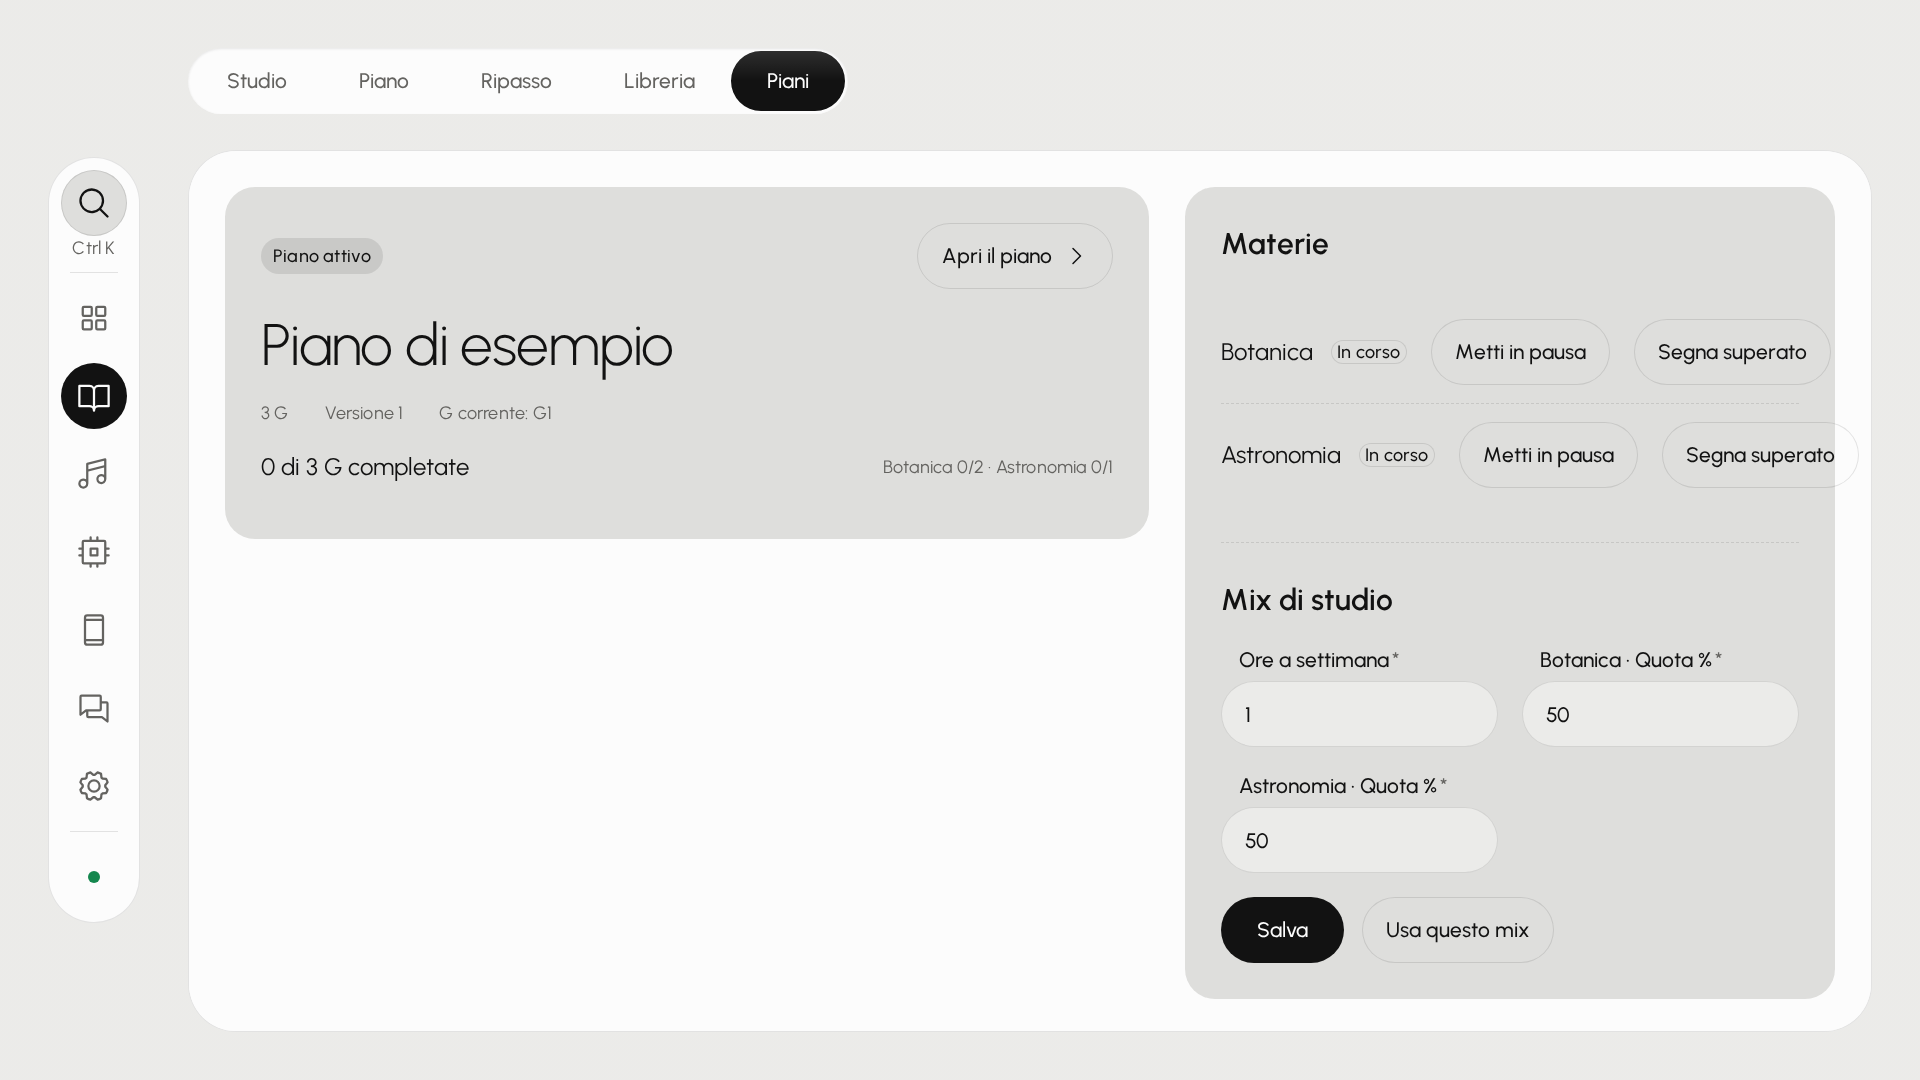 Studio Piano Ripasso Libreria Piani
Ctrl K
Piano attivo
Apri il piano
Piano di esempio
3 G Versione 1 G corrente: G1
0 di 3 G completate
Botanica 0/2 · Astronomia 0/1
Materie
Botanica In corso Metti in pausa Segna superato
Astronomia In corso Metti in pausa Segna superato
Mix di studio
Ore a settimana* Botanica · Quota %*
1 50
Astronomia · Quota %*
50
Salva Usa questo mix